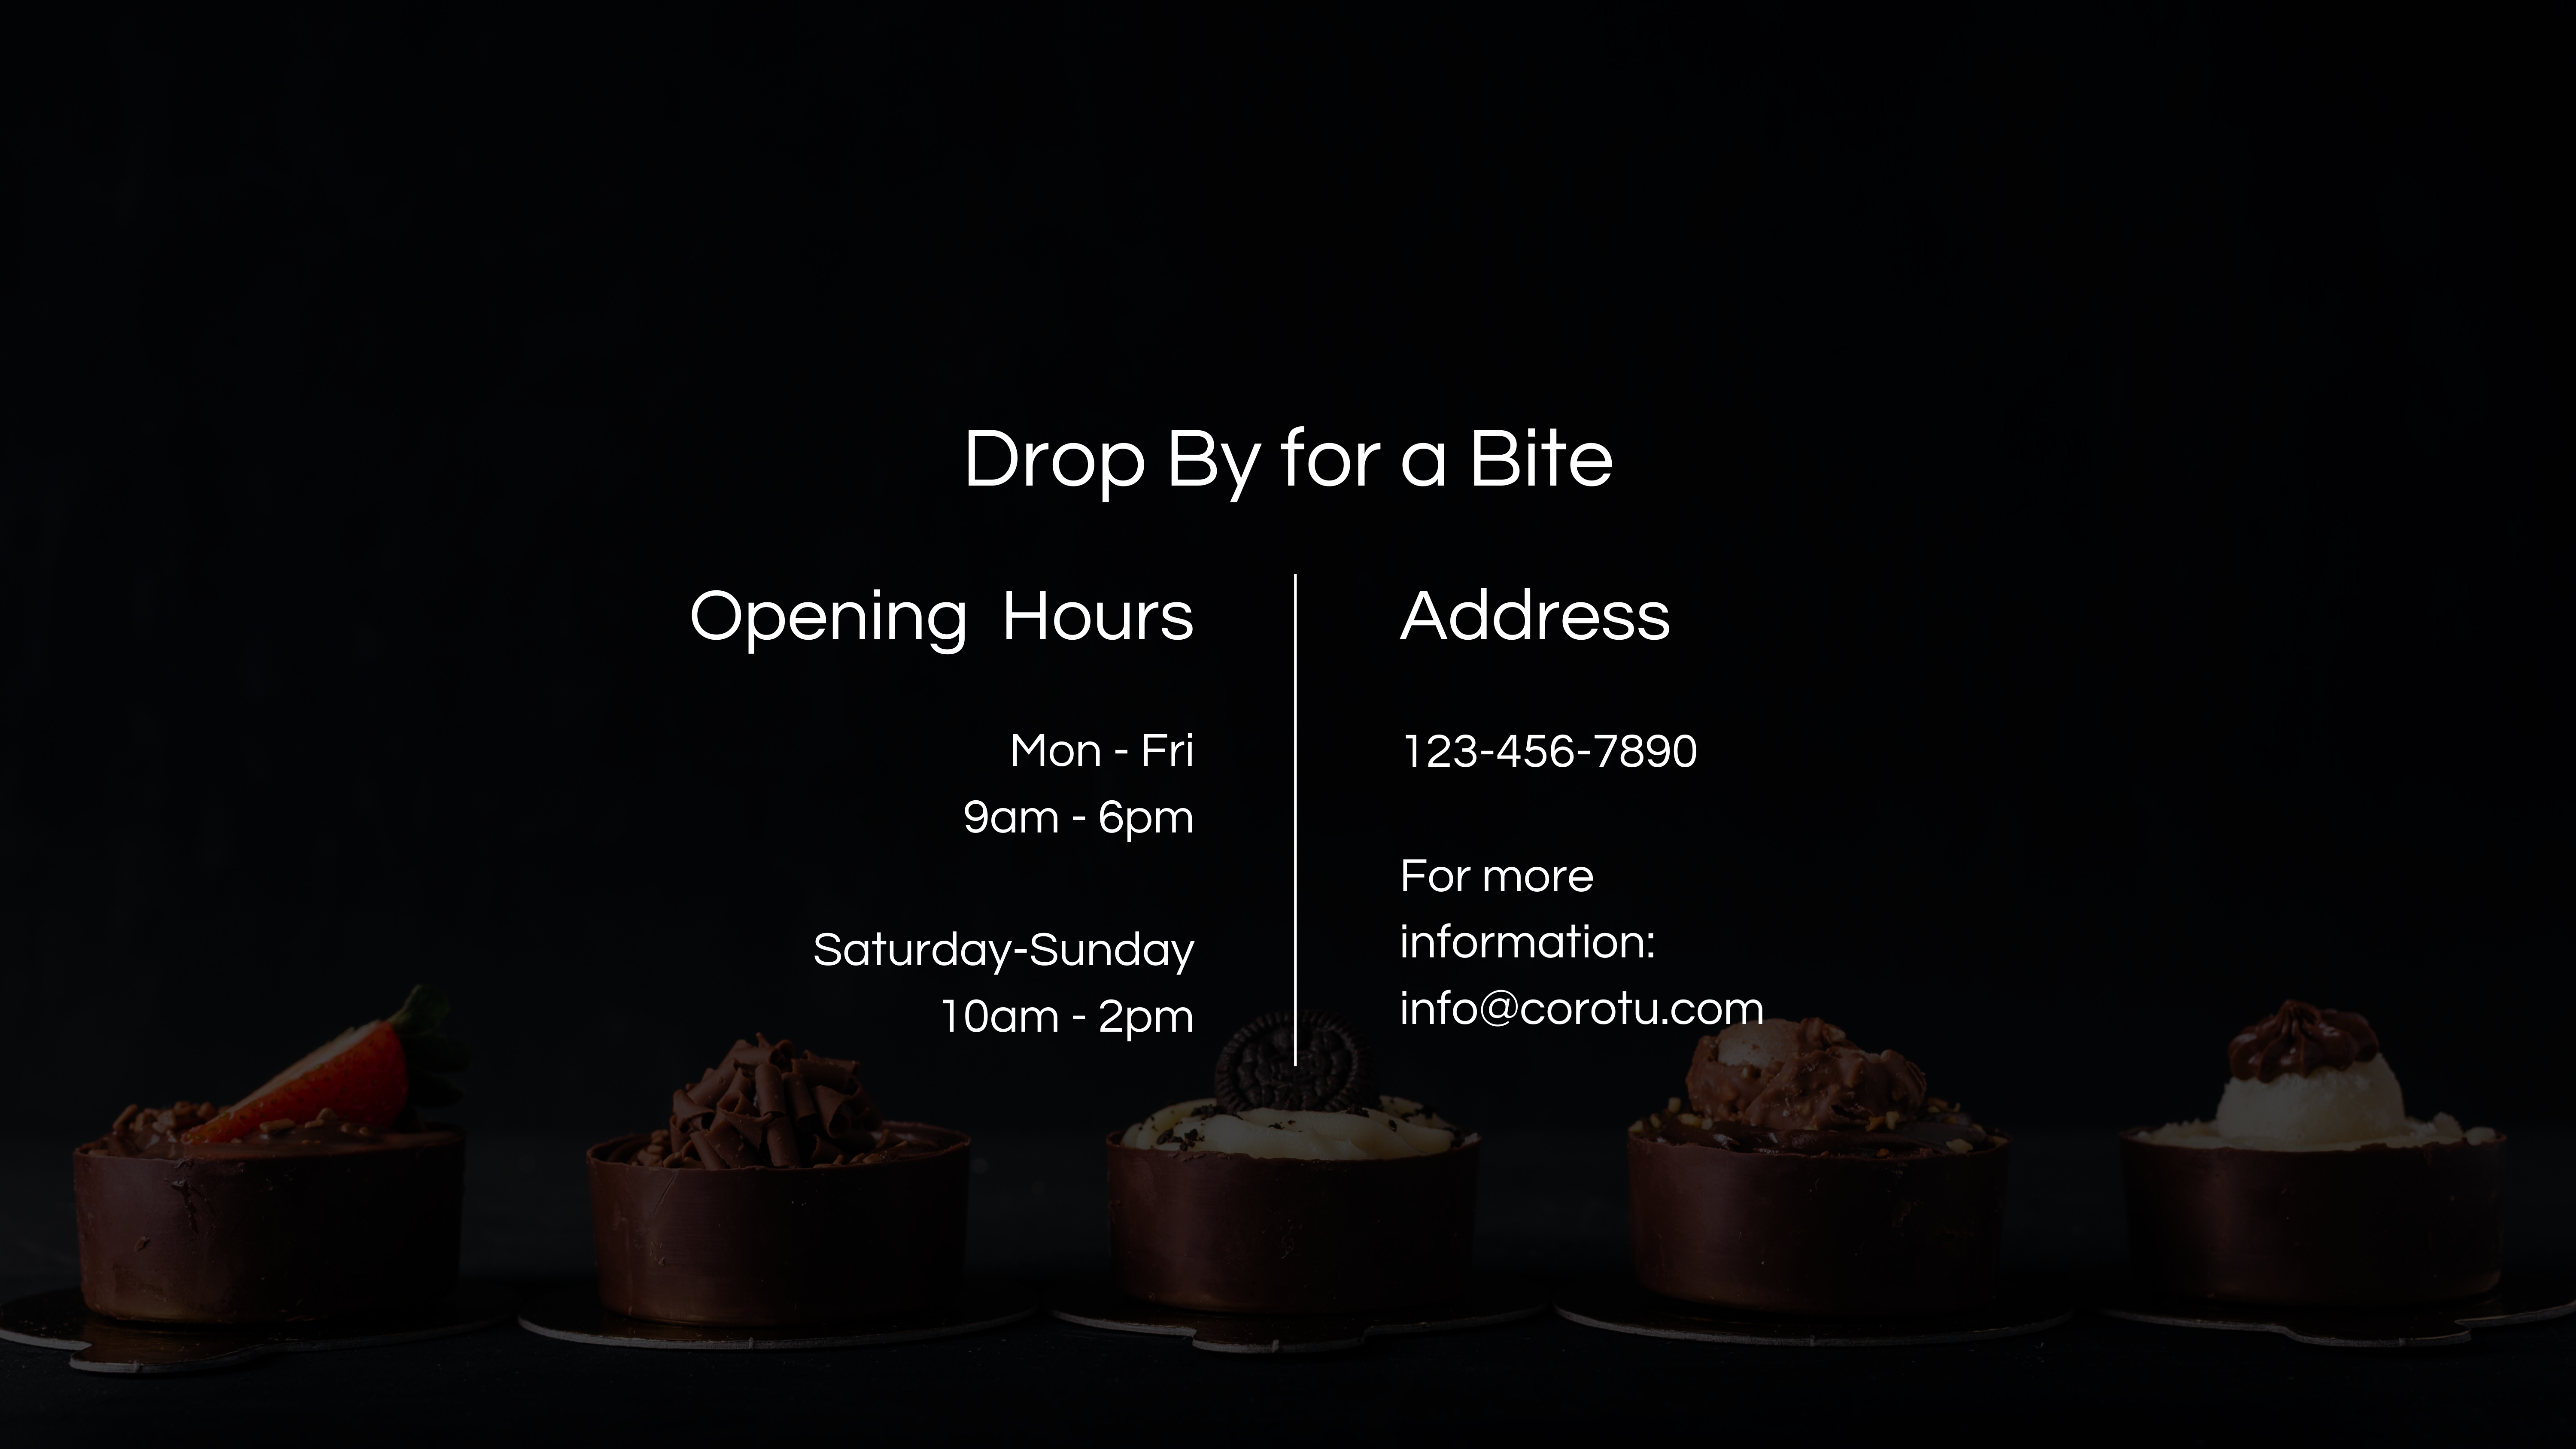 Drop By for a Bite
Opening  Hours
Mon - Fri
9am - 6pm
Saturday-Sunday
10am - 2pm
Address
123-456-7890
For more
information:
info@corotu.com